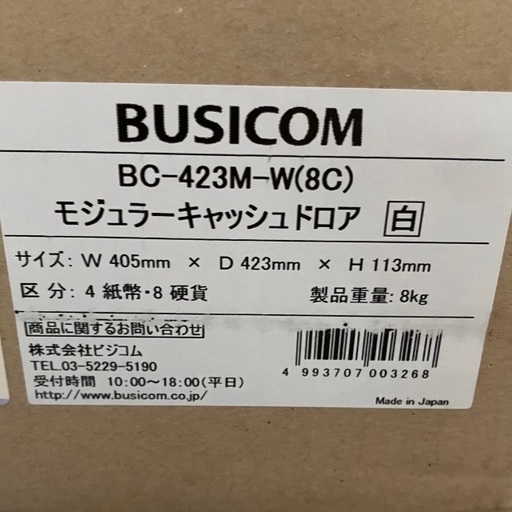 BUSICOM
BC-423M-W(8C)
モジュラーキャッシュドロア 白
サイズ: W 405mm × D 423mm × H 113mm
区 分: 4 紙幣・8 硬貨 製品重量: 8kg
商品に関するお問い合わせ
株式会社ビジコム
TEL.03-5229-5190
受付時間 10:00～18:00(平日)
http://www.busicom.co.jp/
4 993707 003268
Made in Japan